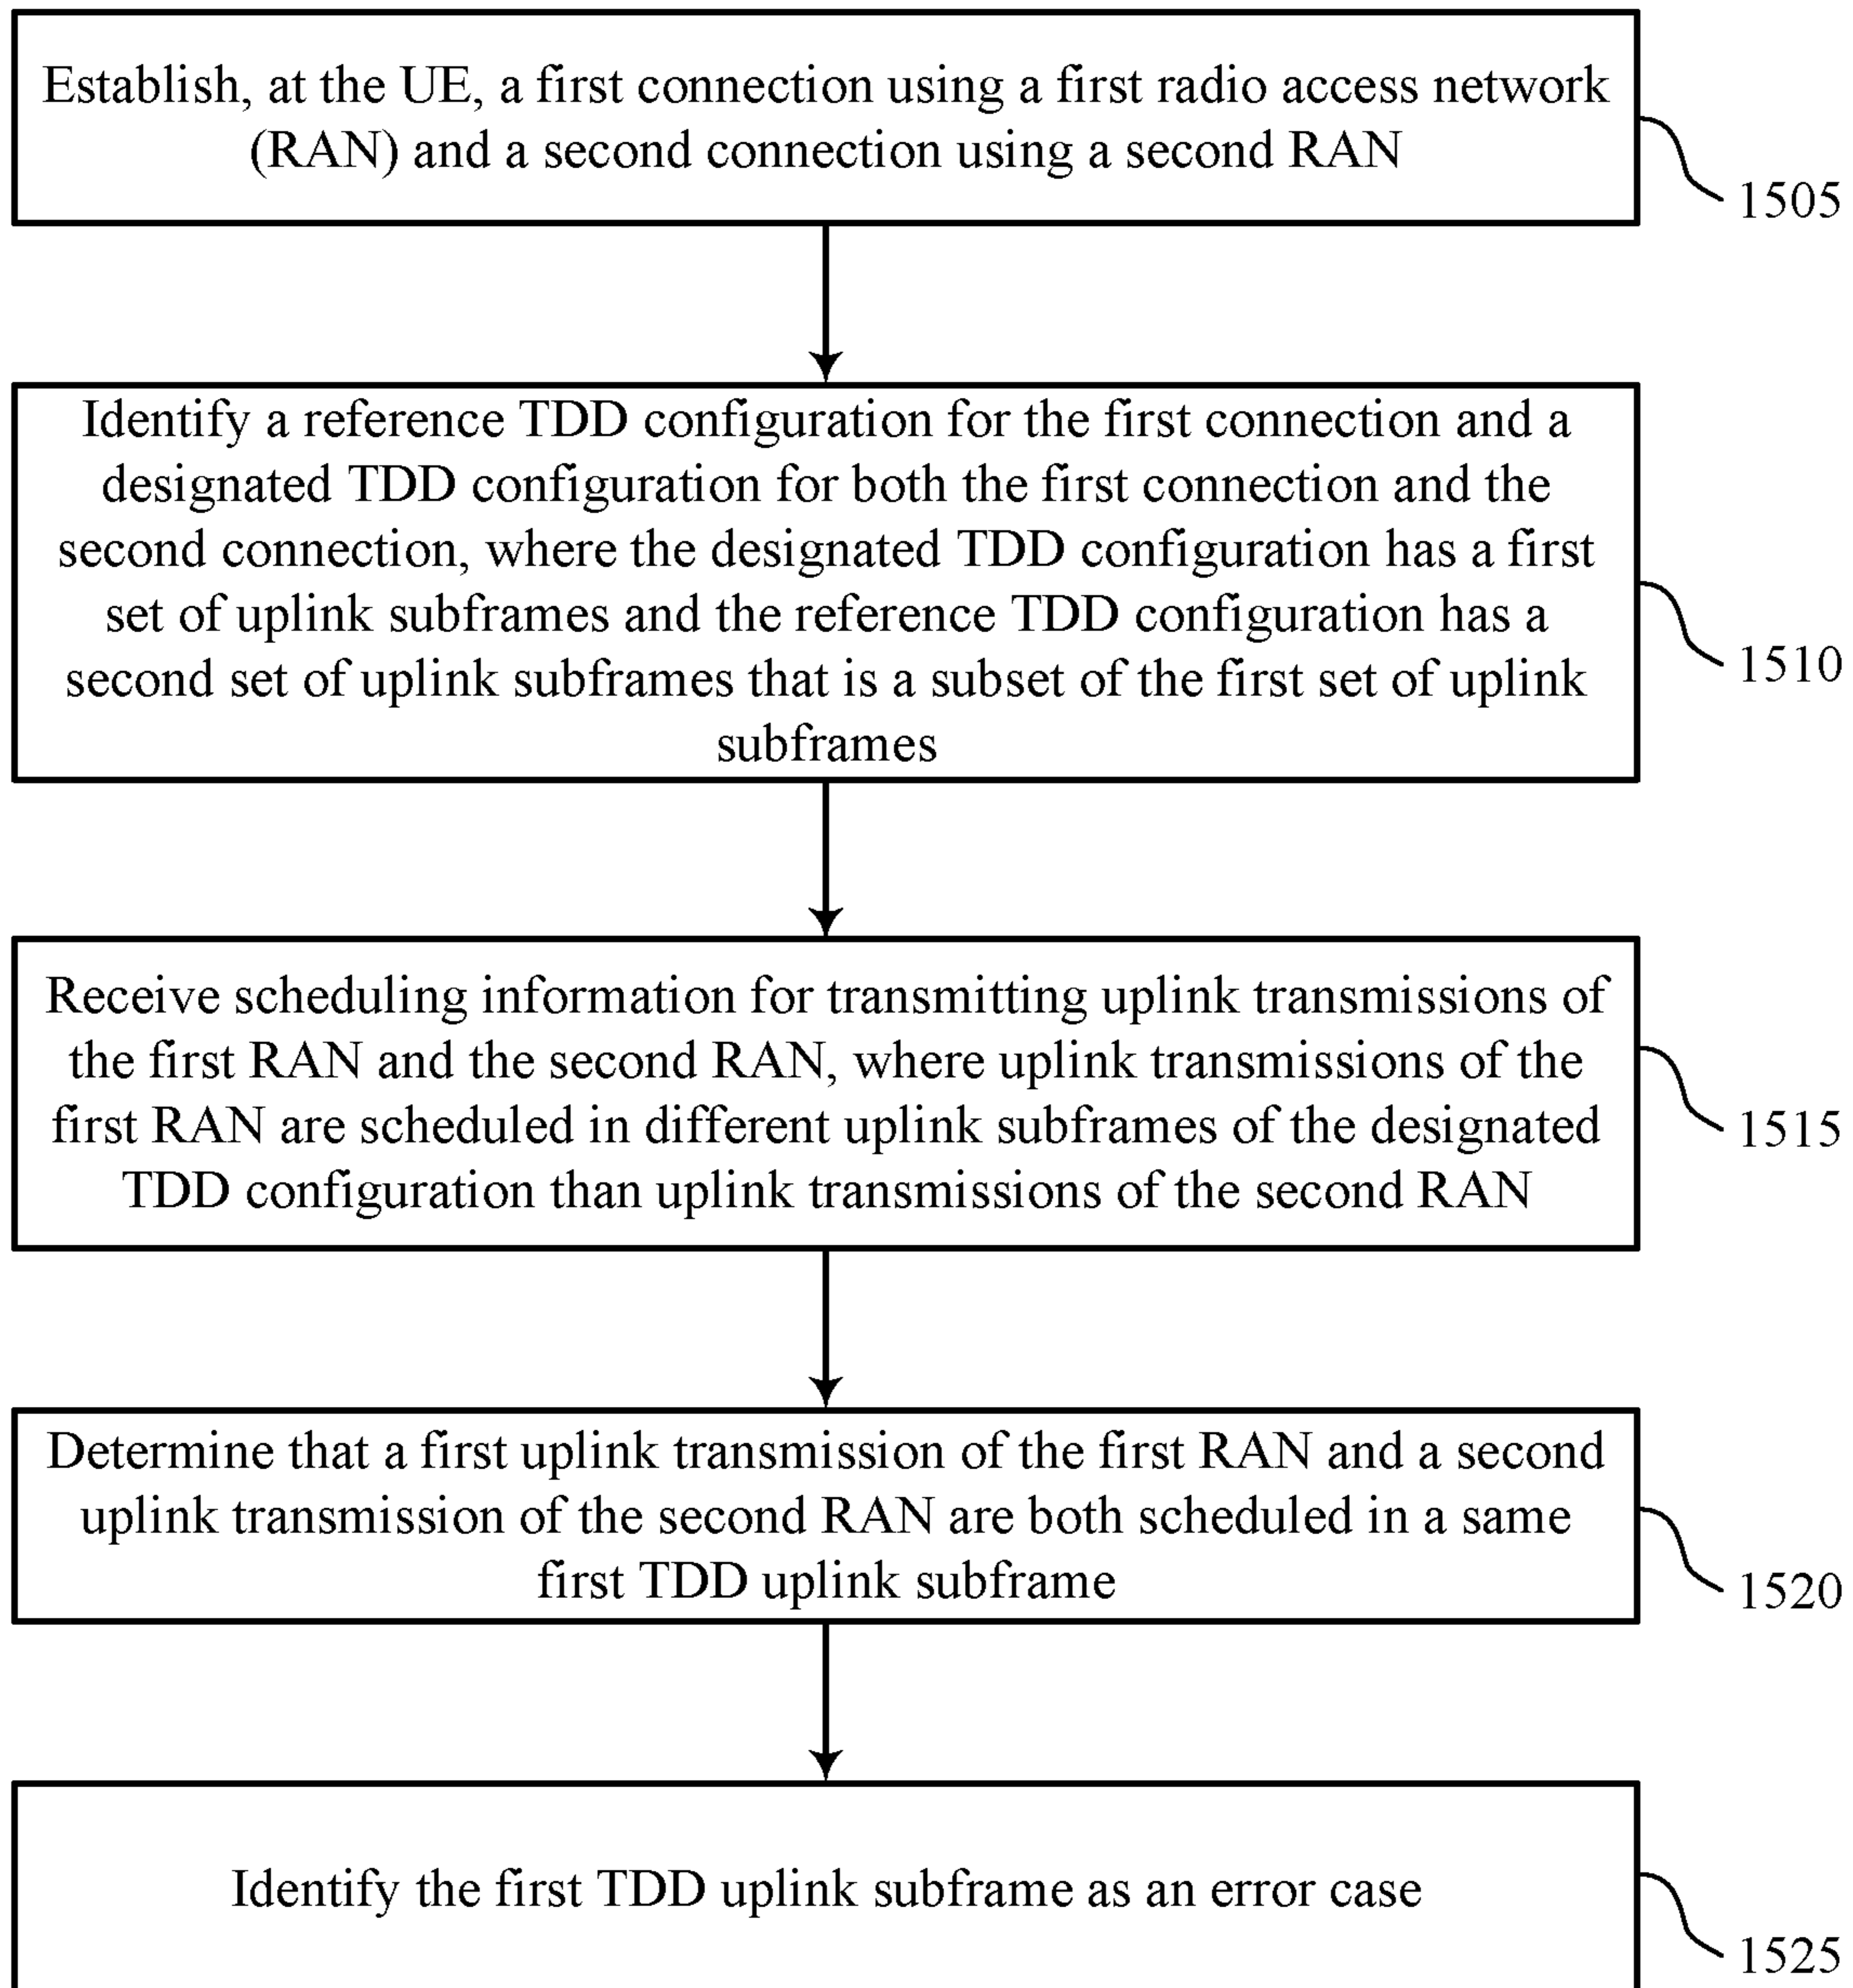 Establish, at the UE, a first connection using a first radio access network
(RAN) and a second connection using a second RAN
1505
Identify a reference TDD configuration for the first connection and a
designated TDD configuration for both the first connection and the
second connection, where the designated TDD configuration has a first
set of uplink subframes and the reference TDD configuration has a
second set of uplink subframes that is a subset of the first set of uplink
subframes
1510
Receive scheduling information for transmitting uplink transmissions of
the first RAN and the second RAN, where uplink transmissions of the
first RAN are scheduled in different uplink subframes of the designated
TDD configuration than uplink transmissions of the second RAN
1515
Determine that a first uplink transmission of the first RAN and a second
uplink transmission of the second RAN are both scheduled in a same
first TDD uplink subframe
1520
Identify the first TDD uplink subframe as an error case
1525